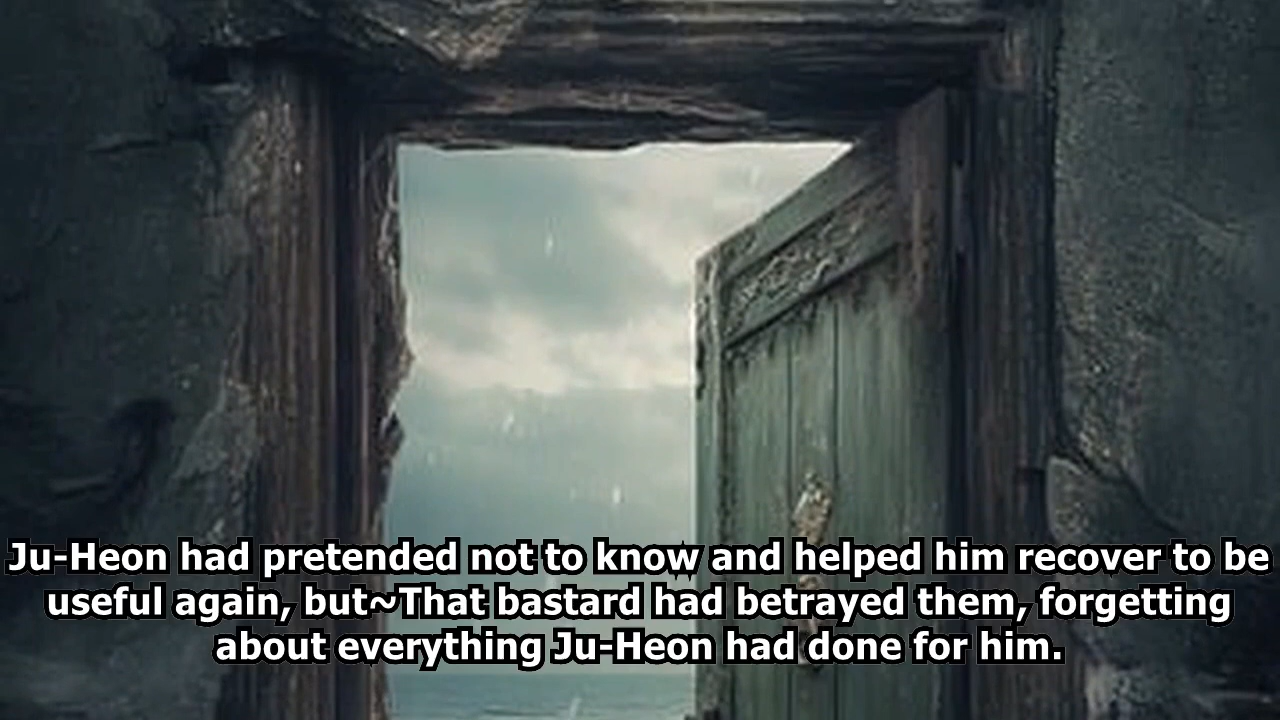 Ju-Heon had pretended not to know and helped him recover to be
useful again, but~That bastard had betrayed them, forgetting
about everything Ju-Heon had done for him.